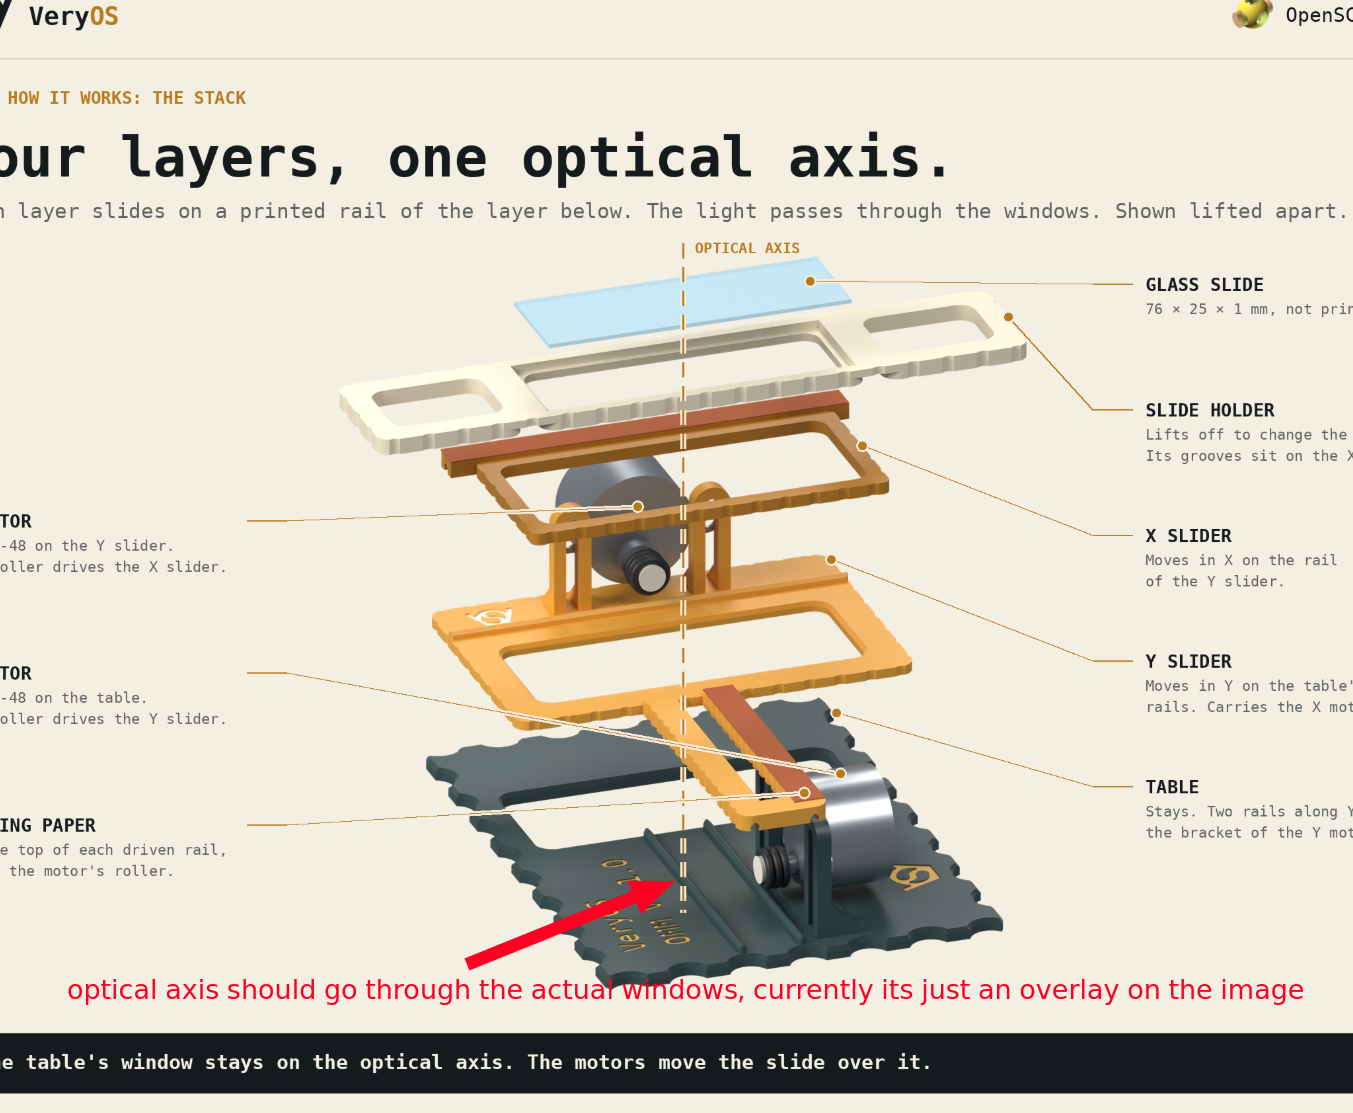 VeryOS
OpenSC
HOW IT WORKS: THE STACK
our layers, one optical axis.
n layer slides on a printed rail of the layer below. The light passes through the windows. Shown lifted apart.
OPTICAL AXIS
GLASS SLIDE
76 × 25 × 1 mm, not prin
SLIDE HOLDER
Lifts off to change the
Its grooves sit on the X
TOR
-48 on the Y slider.
oller drives the X slider.
X SLIDER
Moves in X on the rail
of the Y slider.
TOR
-48 on the table.
oller drives the Y slider.
Y SLIDER
Moves in Y on the table'
rails. Carries the X mot
TABLE
Stays. Two rails along Y
the bracket of the Y mot
ING PAPER
e top of each driven rail,
the motor's roller.
optical axis should go through the actual windows, currently its just an overlay on the image
e table's window stays on the optical axis. The motors move the slide over it.